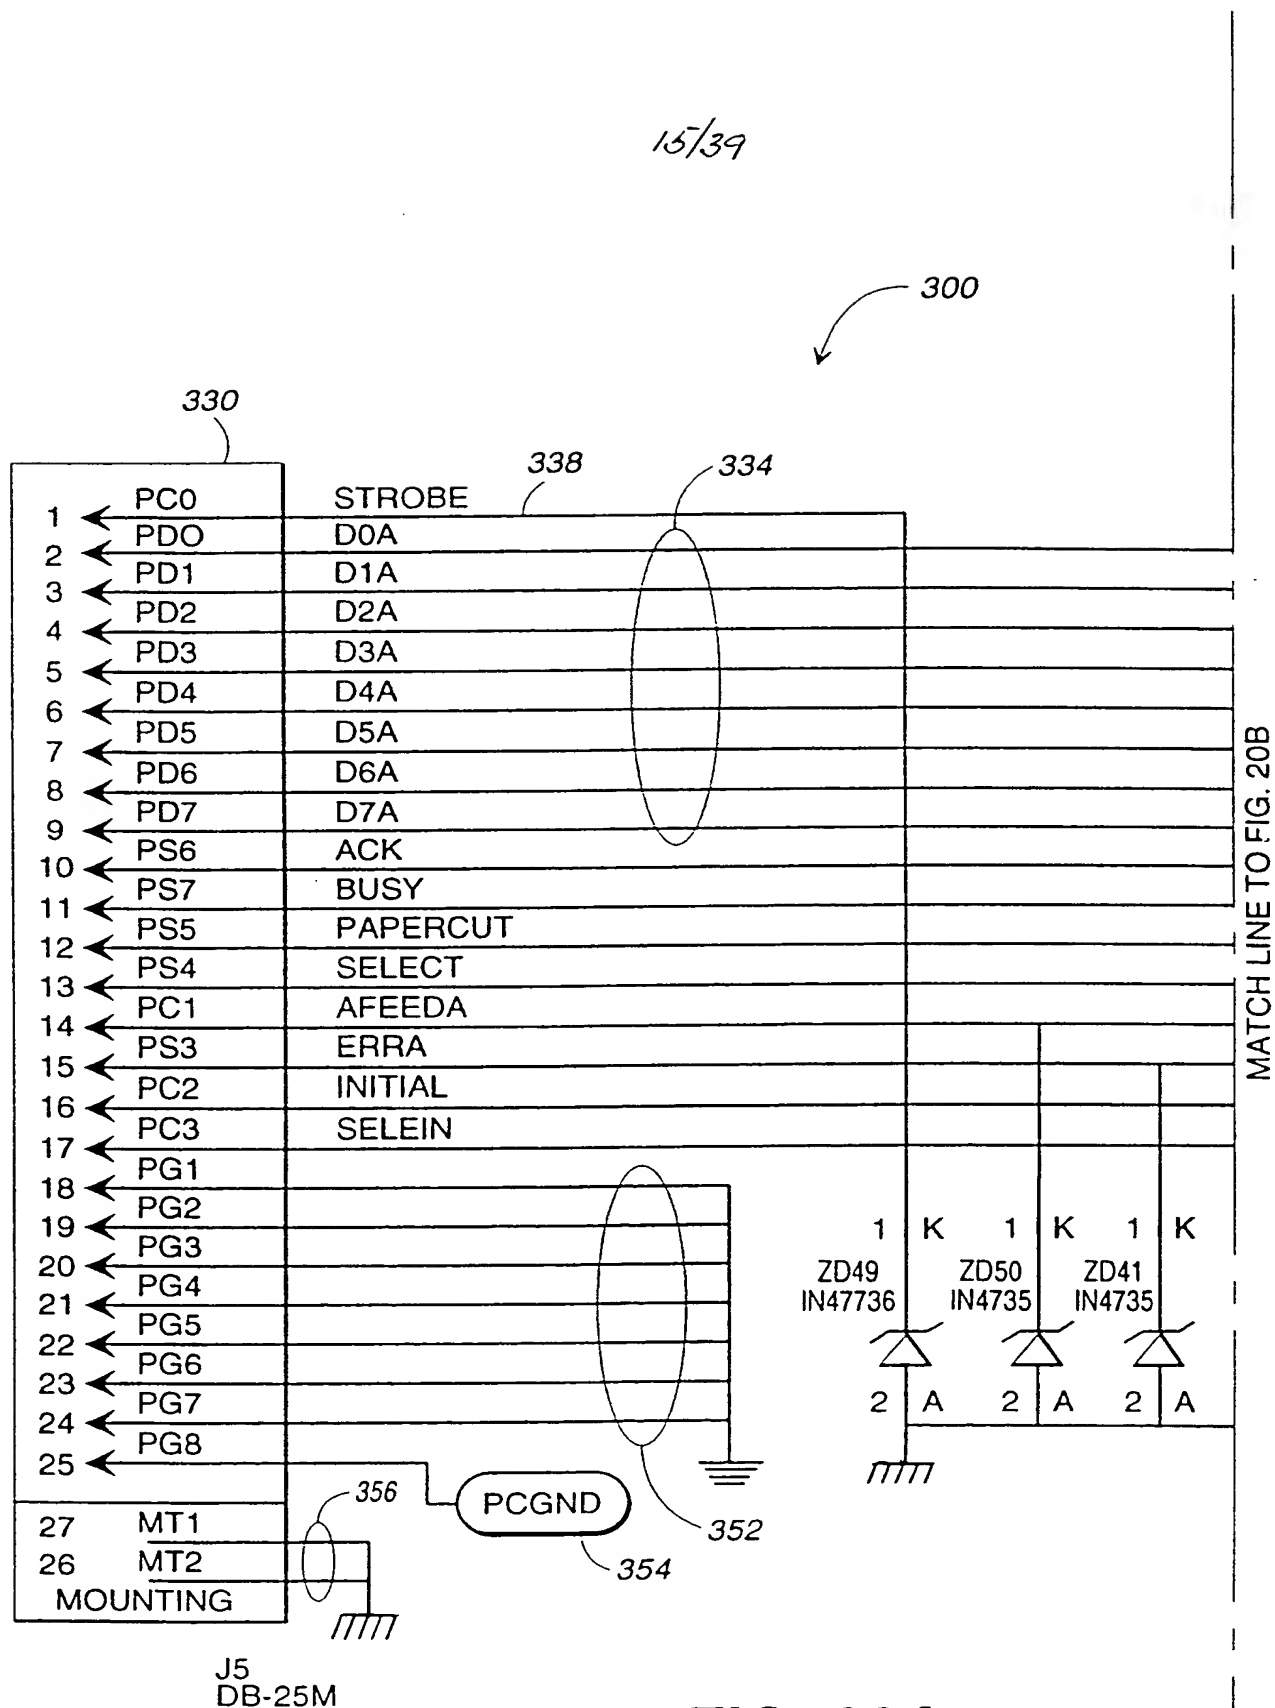 15/39
300
330
338
334
1 PC0 STROBE
2 PDO D0A
3 PD1 D1A
4 PD2 D2A
5 PD3 D3A
6 PD4 D4A
7 PD5 D5A
8 PD6 D6A
9 PD7 D7A
10 PS6 ACK
11 PS7 BUSY
12 PS5 PAPERCUT
13 PS4 SELECT
14 PC1 AFEEDA
15 PS3 ERRA
16 PC2 INITIAL
17 PC3 SELEIN
18 PG1
19 PG2
20 PG3
21 PG4
22 PG5
23 PG6
24 PG7
25 PG8
1 K 1 K 1 K
ZD49 ZD50 ZD41
IN47736 IN4735 IN4735
2 A 2 A 2 A
PCGND
356
352
354
27 MT1
26 MT2
MOUNTING
J5
DB-25M
MATCH LINE TO FIG. 20B